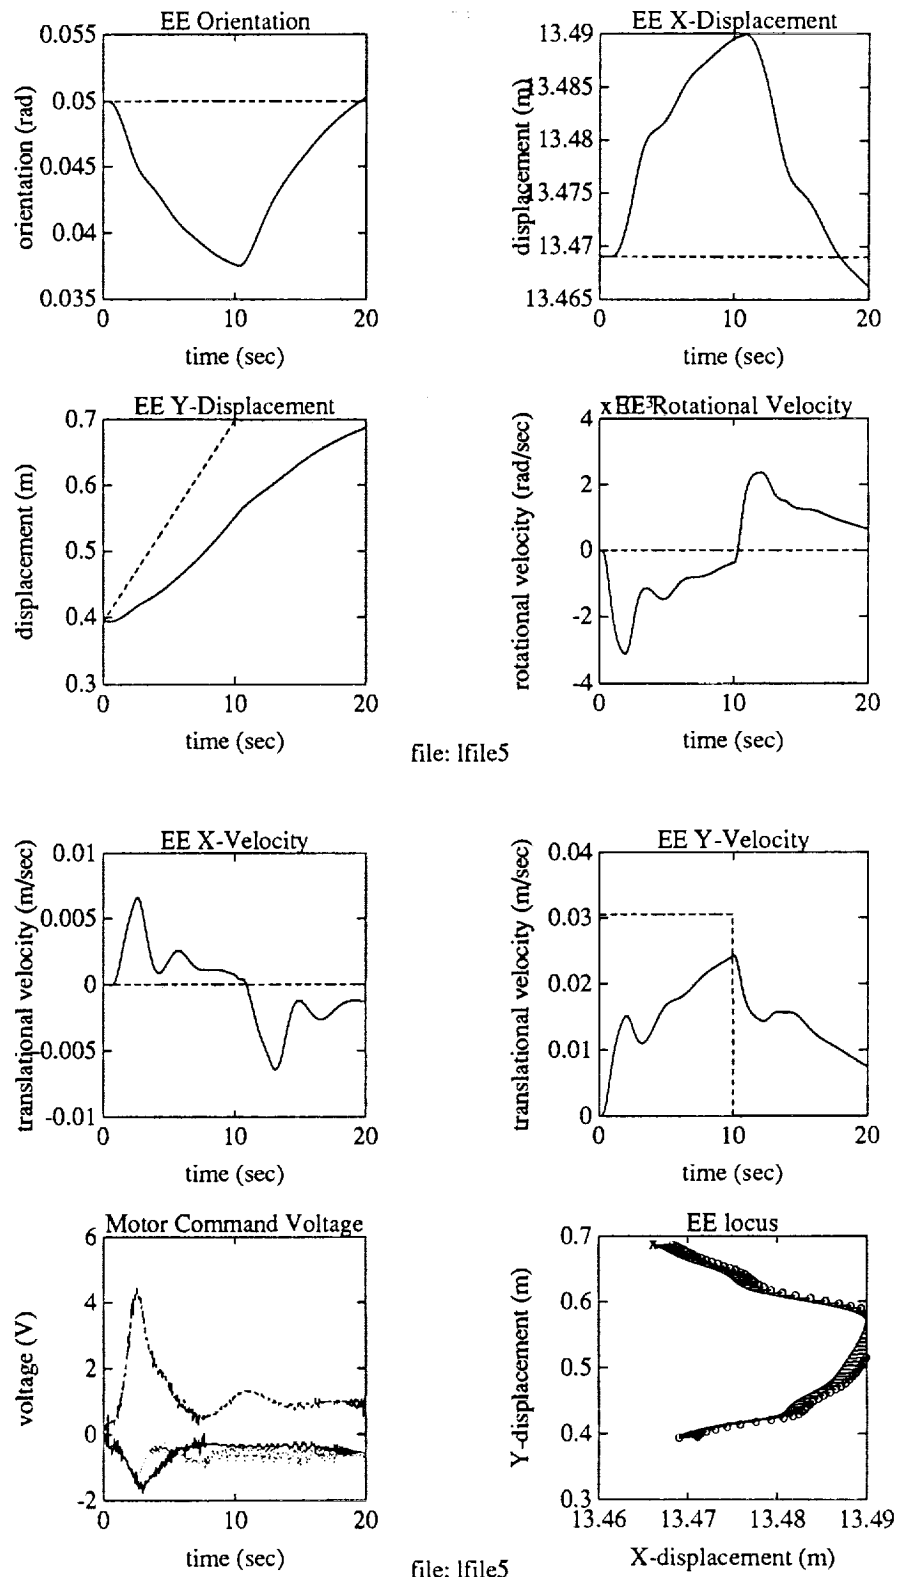 EE Orientation
0.055
0.05
0.045
0.04
0.035
orientation (rad)
0
10
20
time (sec)
EE X-Displacement
13.49
13.485
13.48
13.475
13.47
13.465
displacement (m)
0
10
20
time (sec)
EE Y-Displacement
0.7
0.6
0.5
0.4
0.3
displacement (m)
0
10
20
time (sec)
EE Rotational Velocity
4
2
0
-2
-4
rotational velocity (rad/sec)
0
10
20
time (sec)
file: lfile5
EE X-Velocity
0.01
0.005
0
-0.005
-0.01
translational velocity (m/sec)
0
10
20
time (sec)
EE Y-Velocity
0.04
0.03
0.02
0.01
0
translational velocity (m/sec)
0
10
20
time (sec)
Motor Command Voltage
6
4
2
0
-2
voltage (V)
0
10
20
time (sec)
EE locus
0.7
0.6
0.5
0.4
0.3
Y-displacement (m)
13.46
13.47
13.48
13.49
X-displacement (m)
file: lfile5